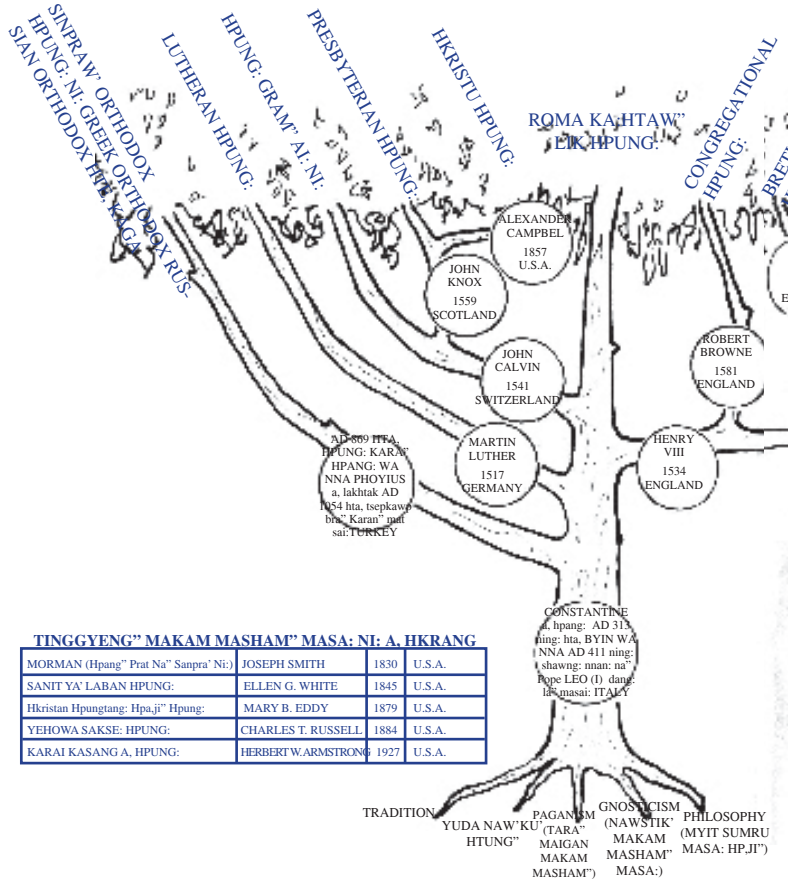 SINPRAW' ORTHODOX
HPUNG: NI: GREEK ORTHODOX RUS-
SIAN ORTHODOX HTE, KAGA
LUTHERAN HPUNG:
HPUNG: GRAM" AI: NI:
PRESBYTERIAN HPUNG:
HKRISTU HPUNG:
ROMA KA,HTAW"
LIK HPUNG:
CONGREGATIONAL
HPUNG:
ALEXANDER
CAMPBEL
1857
U.S.A.
JOHN
KNOX
1559
SCOTLAND
JOHN
CALVIN
1541
SWITZERLAND
ROBERT
BROWNE
1581
ENGLAND
MARTIN
LUTHER
1517
GERMANY
HENRY
VIII
1534
ENGLAND
AD 869 HTA,
HPUNG: KARA"
HPANG: WA
NNA PHOYIUS
a, lakhtak AD
1054 hta, tsepkawp
bra" Karan" mat
sai:TURKEY
CONSTANTINE
a, hpang: AD 313
ning: hta, BYIN WA
NNA AD 411 ning:
shawng: nnan: na"
Pope LEO (I) dang:
la" masai: ITALY
TINGGYENG" MAKAM MASHAM" MASA: NI: A, HKRANG
MORMAN (Hpang" Prat Na" Sanpra' Ni:) JOSEPH SMITH 1830 U.S.A.
SANIT YA' LABAN HPUNG: ELLEN G. WHITE 1845 U.S.A.
Hkristan Hpungtang: Hpa,ji" Hpung: MARY B. EDDY 1879 U.S.A.
YEHOWA SAKSE: HPUNG: CHARLES T. RUSSELL 1884 U.S.A.
KARAI KASANG A, HPUNG: HERBERT W. ARMSTRONG 1927 U.S.A.
TRADITION
YUDA NAW'KU'
HTUNG"
PAGANISM
(TARA"
MAIGAN
MAKAM
MASHAM")
GNOSTICISM
(NAWSTIK'
MAKAM
MASHAM"
MASA:)
PHILOSOPHY
(MYIT SUMRU
MASA: HP,JI")